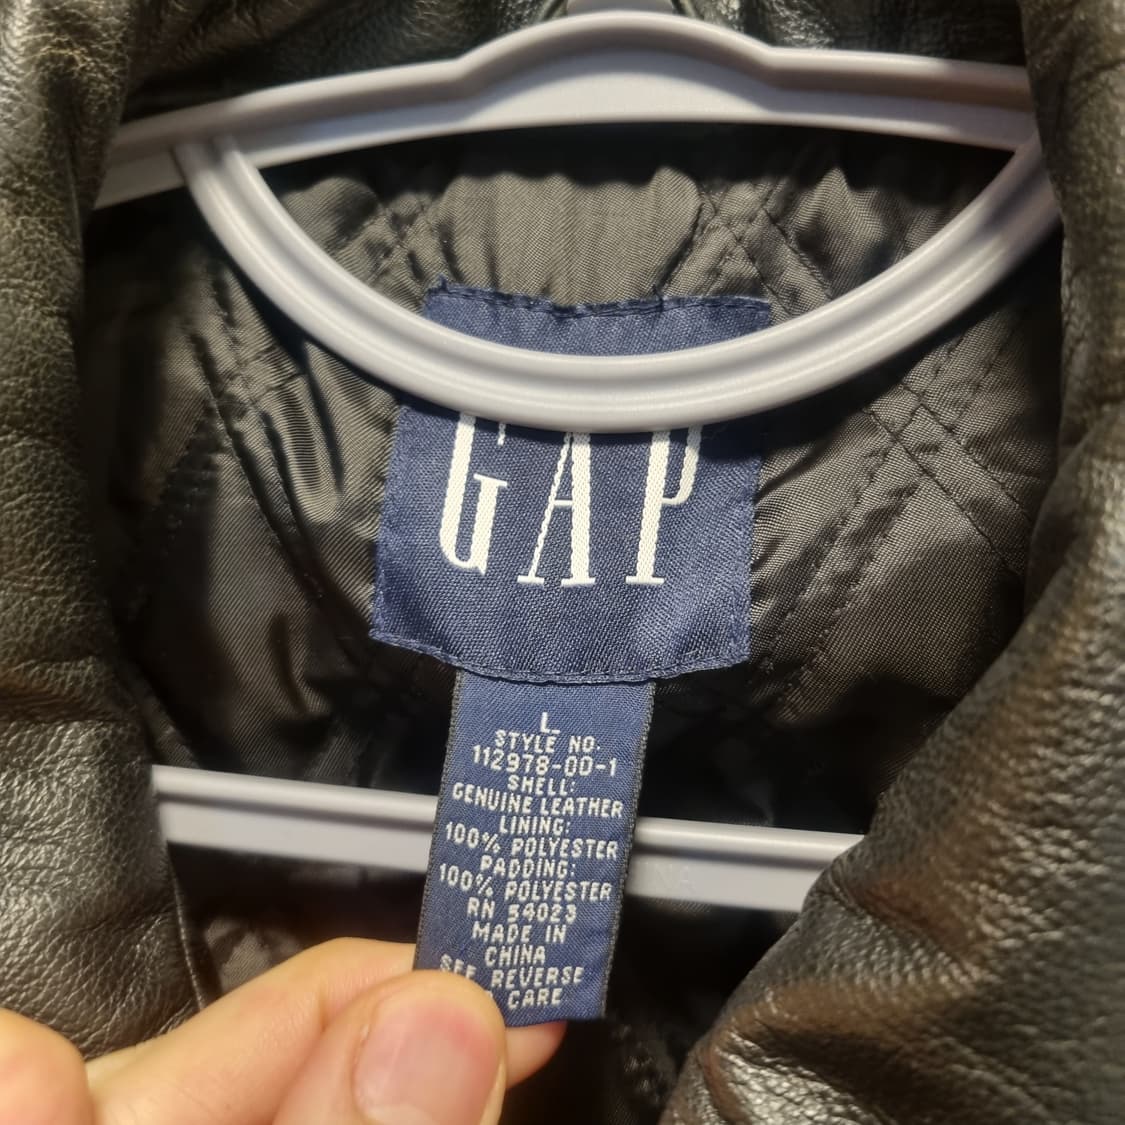 GAP
L
STYLE NO.
112978-00-1
SHELL:
GENUINE LEATHER
LINING:
100% POLYESTER
PADDING:
100% POLYESTER
RN 54023
MADE IN
CHINA
SEE REVERSE
CARE